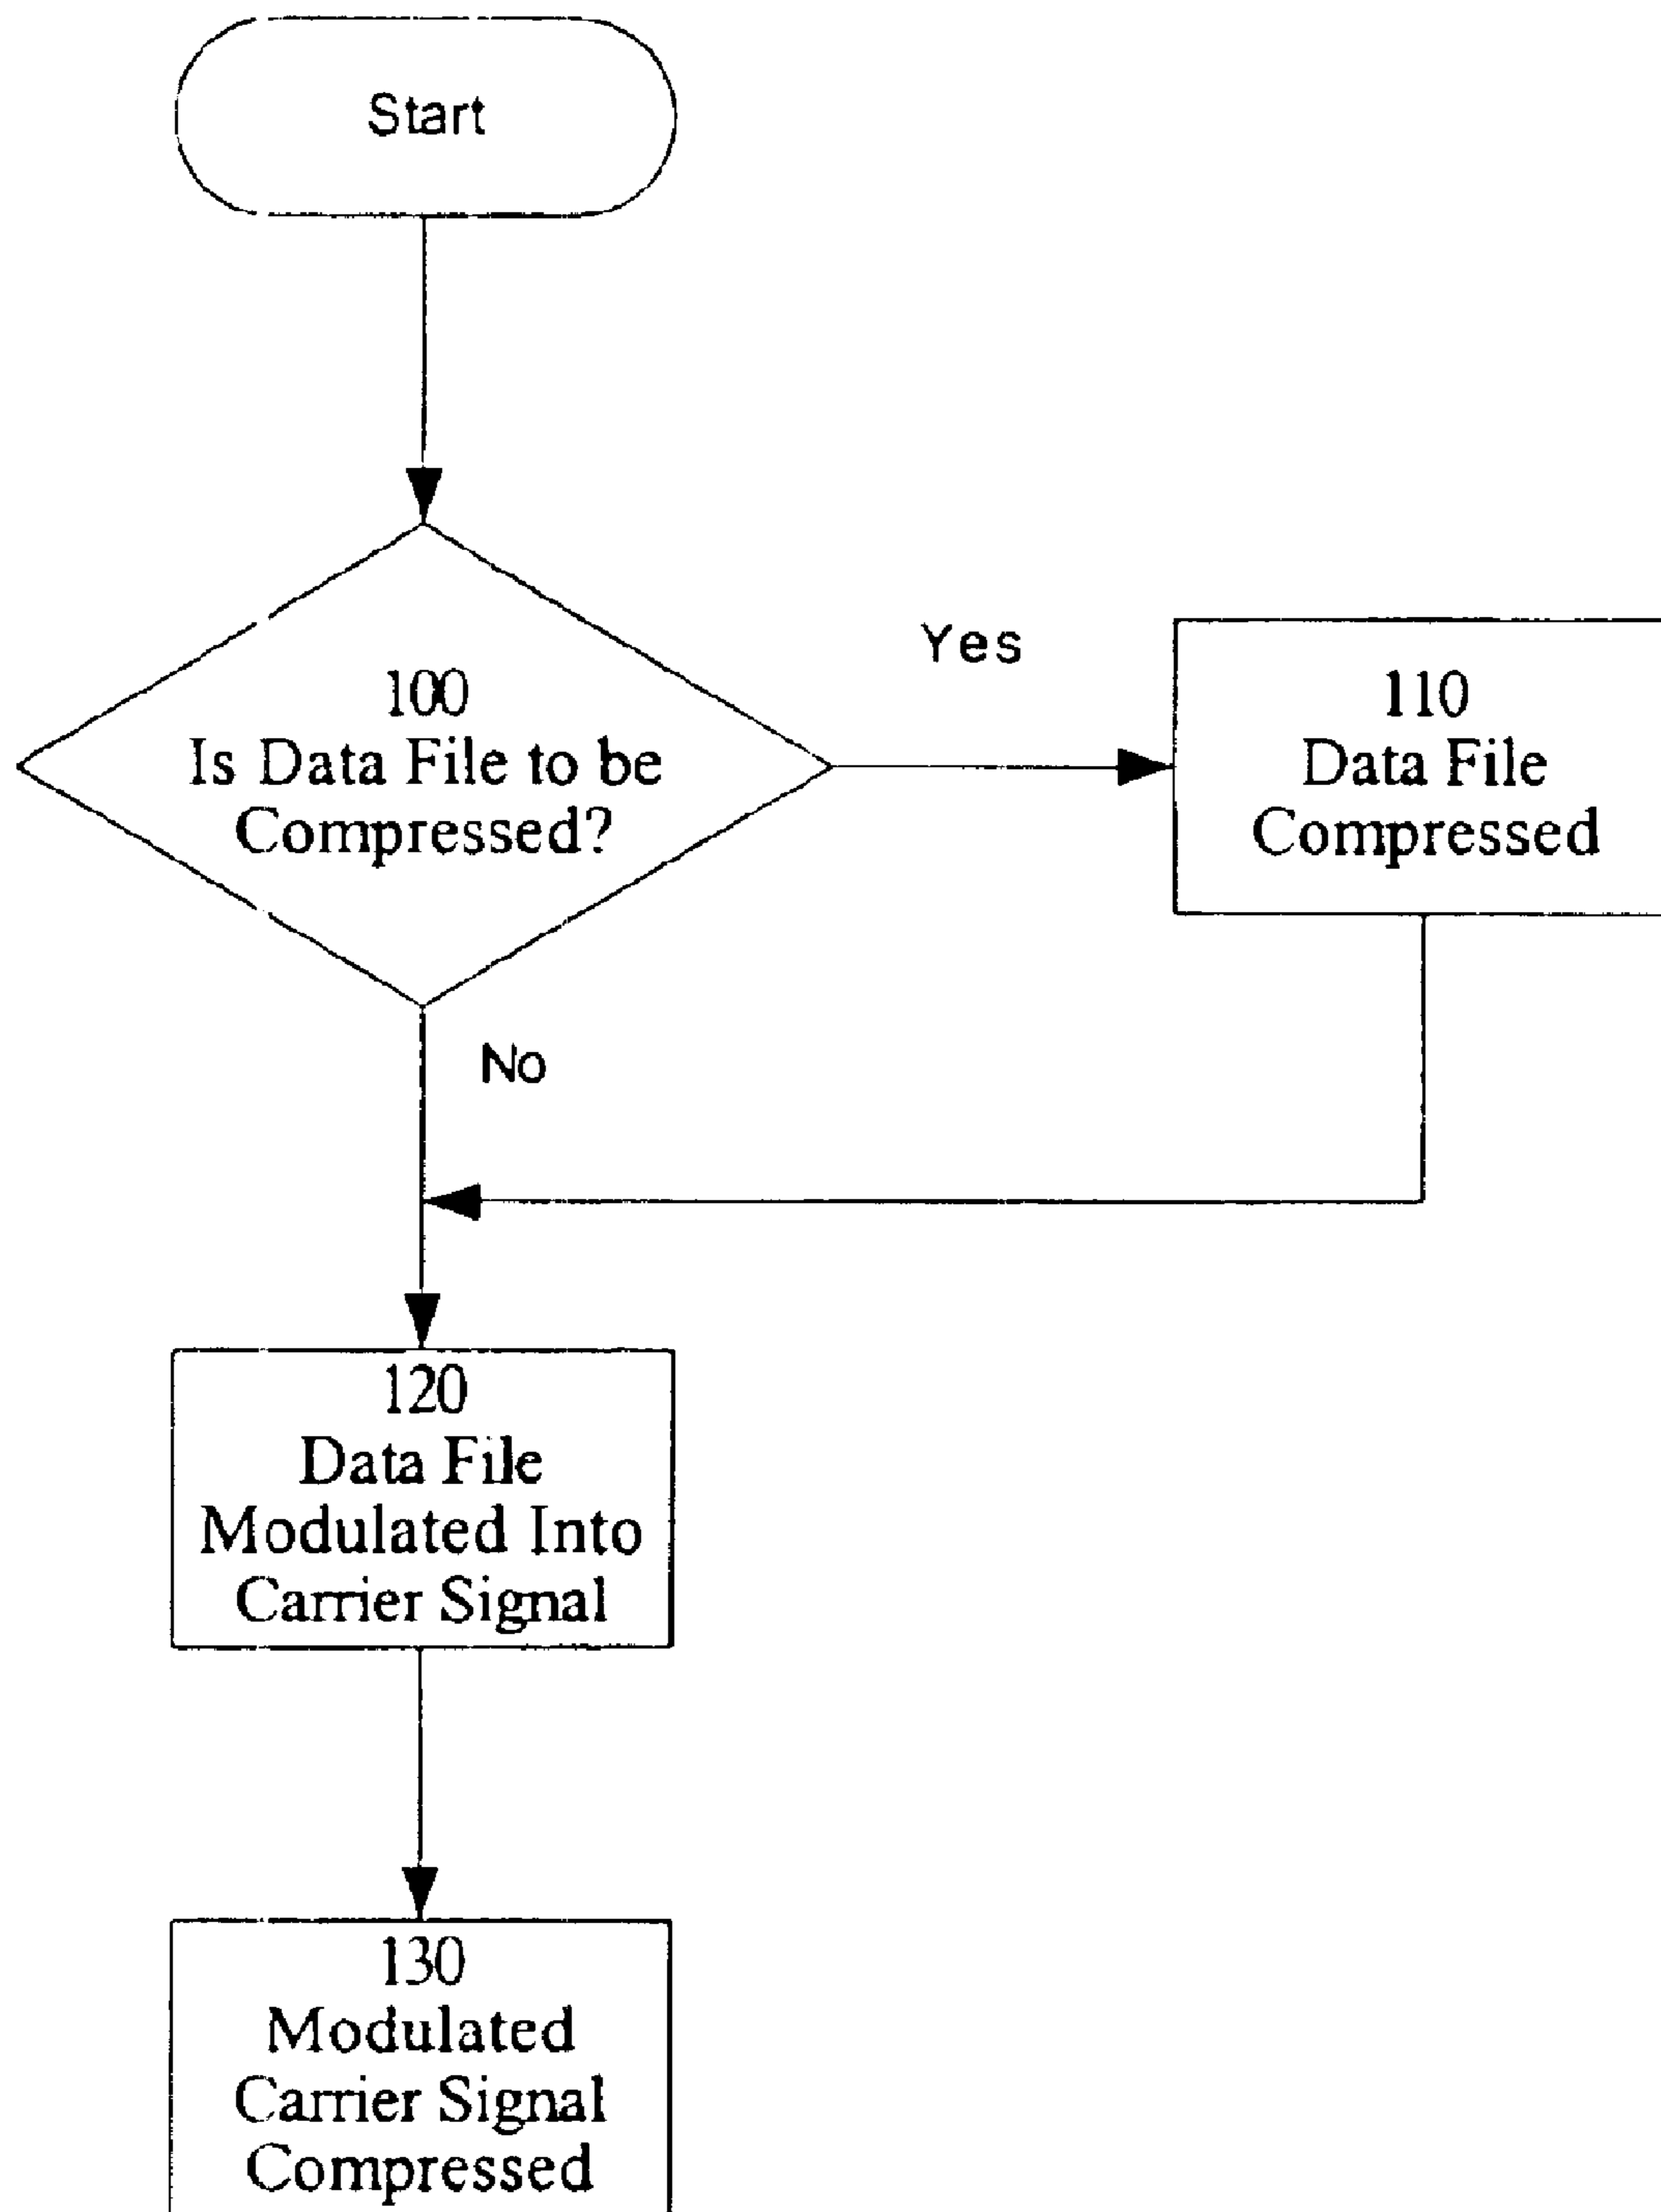 Start
100
Is Data File to be
Compressed?
Yes
110
Data File
Compressed
No
120
Data File
Modulated Into
Carrier Signal
130
Modulated
Carrier Signal
Compressed